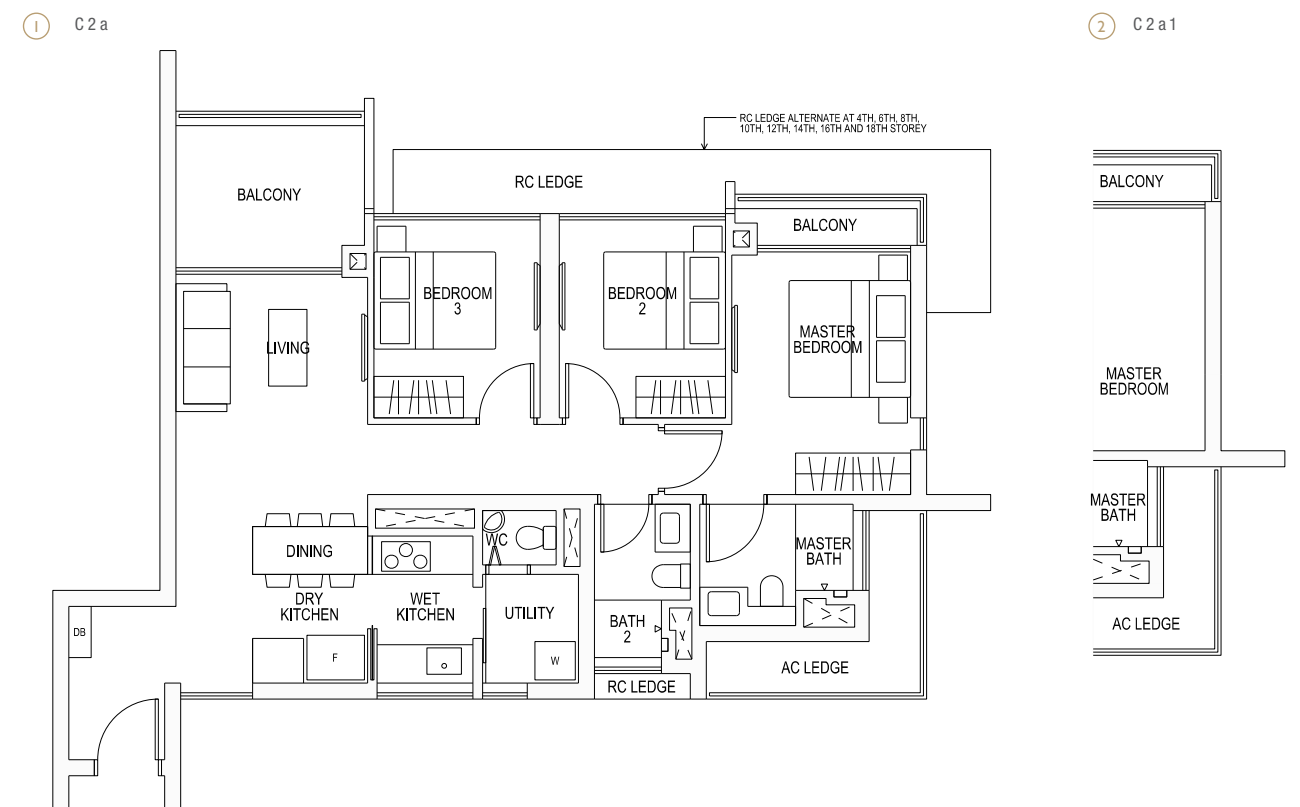 1 C2a
2 C2a1
RC LEDGE ALTERNATE AT 4TH, 6TH, 8TH,
10TH, 12TH, 14TH, 16TH AND 18TH STOREY
RC LEDGE
BALCONY
BALCONY
BALCONY
BEDROOM
3
BEDROOM
2
MASTER
BEDROOM
LIVING
MASTER
BEDROOM
MASTER
BATH
WC
DINING
MASTER
BATH
DRY
KITCHEN
WET
KITCHEN
UTILITY
BATH
2
DB
F
W
AC LEDGE
RC LEDGE
AC LEDGE